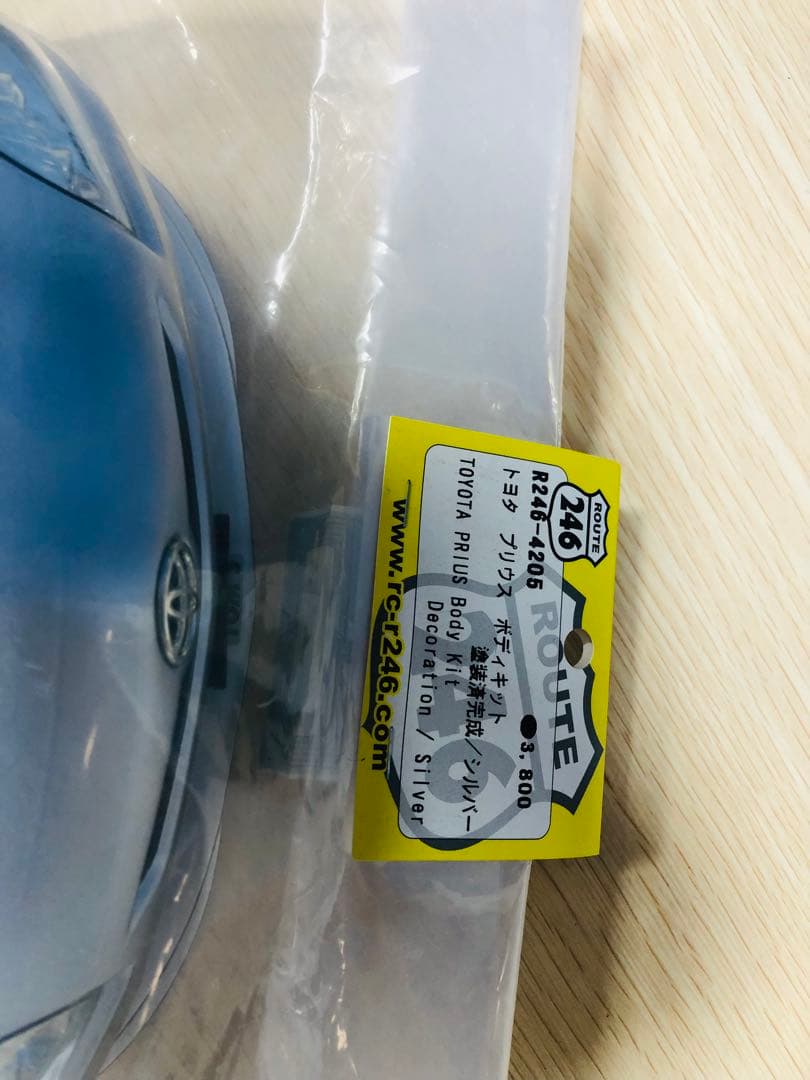 ROUTE
246
R246-4205
●3,800
トヨタ プリウス ボディキット
塗装済完成／シルバー
TOYOTA PRIUS Body Kit
Decoration / Silver
ROUTE
246
www.rc-r246.com